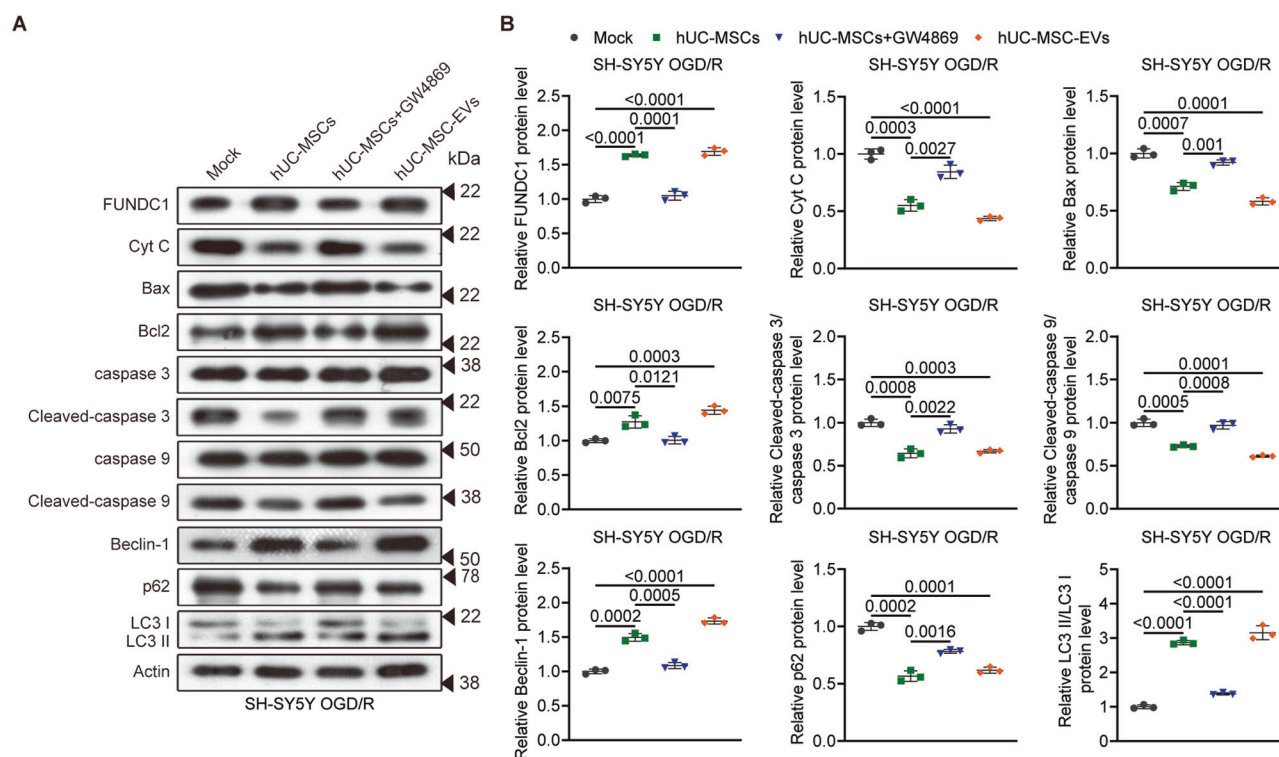 A
Mock
hUC-MSCs
hUC-MSCs+GW4869
hUC-MSC-EVs
kDa
FUNDC1
22
Cyt C
22
Bax
22
Bcl2
22
caspase 3
38
Cleaved-caspase 3
22
caspase 9
50
Cleaved-caspase 9
38
Beclin-1
50
p62
78
LC3 I
22
LC3 II
Actin
38
SH-SY5Y OGD/R
B
Mock
hUC-MSCs
hUC-MSCs+GW4869
hUC-MSC-EVs
SH-SY5Y OGD/R
Relative FUNDC1 protein level
2.5
2.0
1.5
1.0
0.5
0.0
<0.0001
0.0001
<0.0001
SH-SY5Y OGD/R
Relative Cyt C protein level
1.5
1.0
0.5
0.0
<0.0001
0.0003
0.0027
SH-SY5Y OGD/R
Relative Bax protein level
1.5
1.0
0.5
0.0
0.0001
0.0007
0.001
SH-SY5Y OGD/R
Relative Bcl2 protein level
2.0
1.5
1.0
0.5
0.0
0.0003
0.0121
0.0075
SH-SY5Y OGD/R
Relative Cleaved-caspase 3/
caspase 3 protein level
2.0
1.5
1.0
0.5
0.0
0.0003
0.0008
0.0022
SH-SY5Y OGD/R
Relative Cleaved-caspase 9/
caspase 9 protein level
2.0
1.5
1.0
0.5
0.0
0.0001
0.0008
0.0005
SH-SY5Y OGD/R
Relative Beclin-1 protein level
2.5
2.0
1.5
1.0
0.5
0.0
<0.0001
0.0005
0.0002
SH-SY5Y OGD/R
Relative p62 protein level
1.5
1.0
0.5
0.0
0.0001
0.0002
0.0016
SH-SY5Y OGD/R
Relative LC3 II/LC3 I
protein level
5
4
3
2
1
0
<0.0001
<0.0001
<0.0001